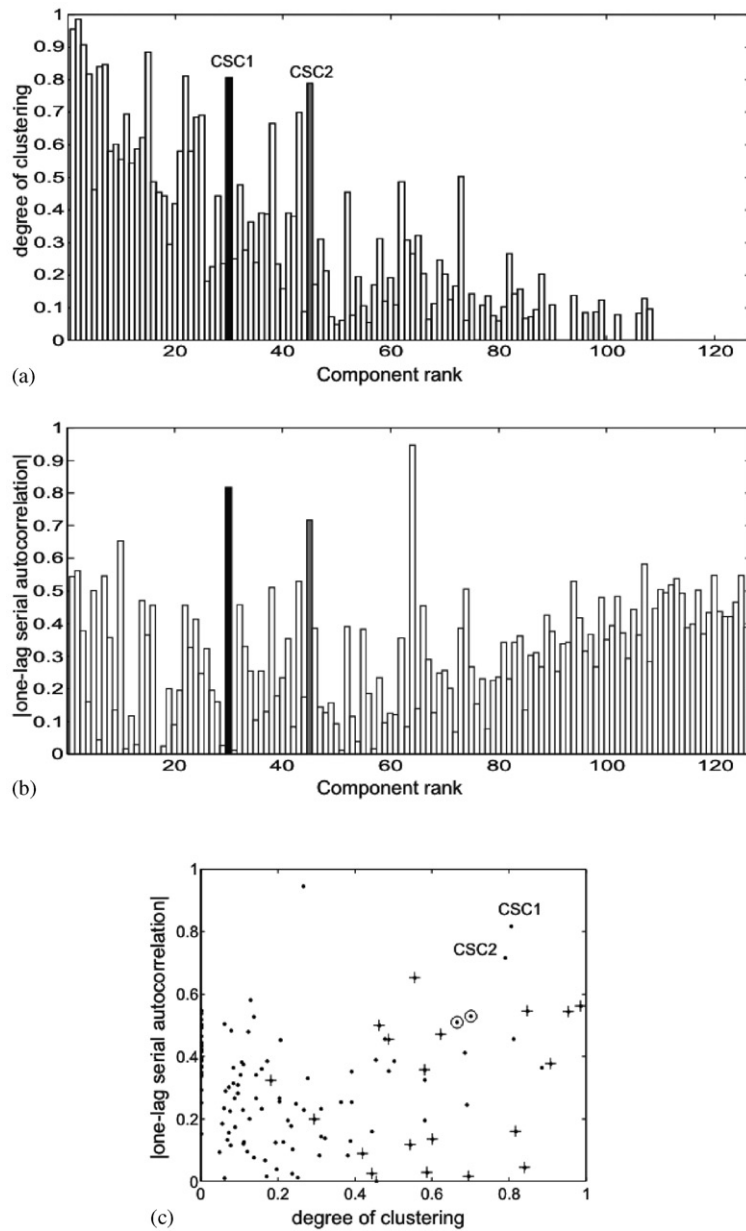 1
0.9
0.8
0.7
0.6
0.5
0.4
0.3
0.2
0.1
0
degree of clustering
CSC1
CSC2
20 40 60 80 100 120
Component rank
(a)
1
0.9
0.8
0.7
0.6
0.5
0.4
0.3
0.2
0.1
0
|one-lag serial autocorrelation|
20 40 60 80 100 120
Component rank
(b)
1
0.8
0.6
0.4
0.2
0
|one-lag serial autocorrelation|
CSC1
CSC2
0 0.2 0.4 0.6 0.8 1
degree of clustering
(c)